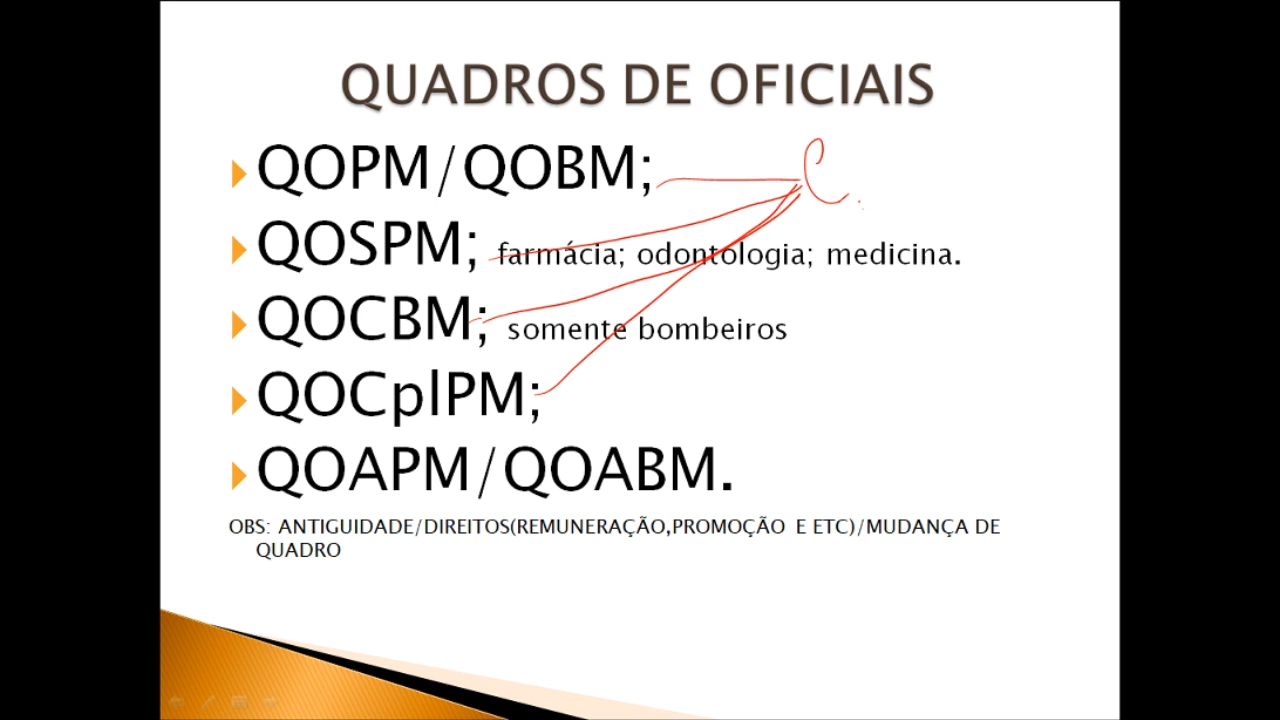 QUADROS DE OFICIAIS
QOPM/QOBM;
C.
QOSPM; farmácia; odontologia; medicina.
QOCBM; somente bombeiros
QOCplPM;
QOAPM/QOABM.
OBS: ANTIGUIDADE/DIREITOS(REMUNERAÇÃO,PROMOÇÃO E ETC)/MUDANÇA DE
QUADRO